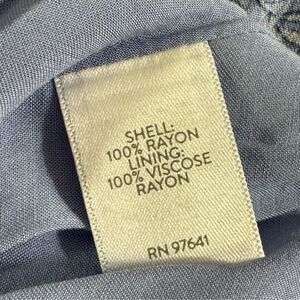 SHELL:
100% RAYON
LINING:
100% VISCOSE
RAYON
RN 97641